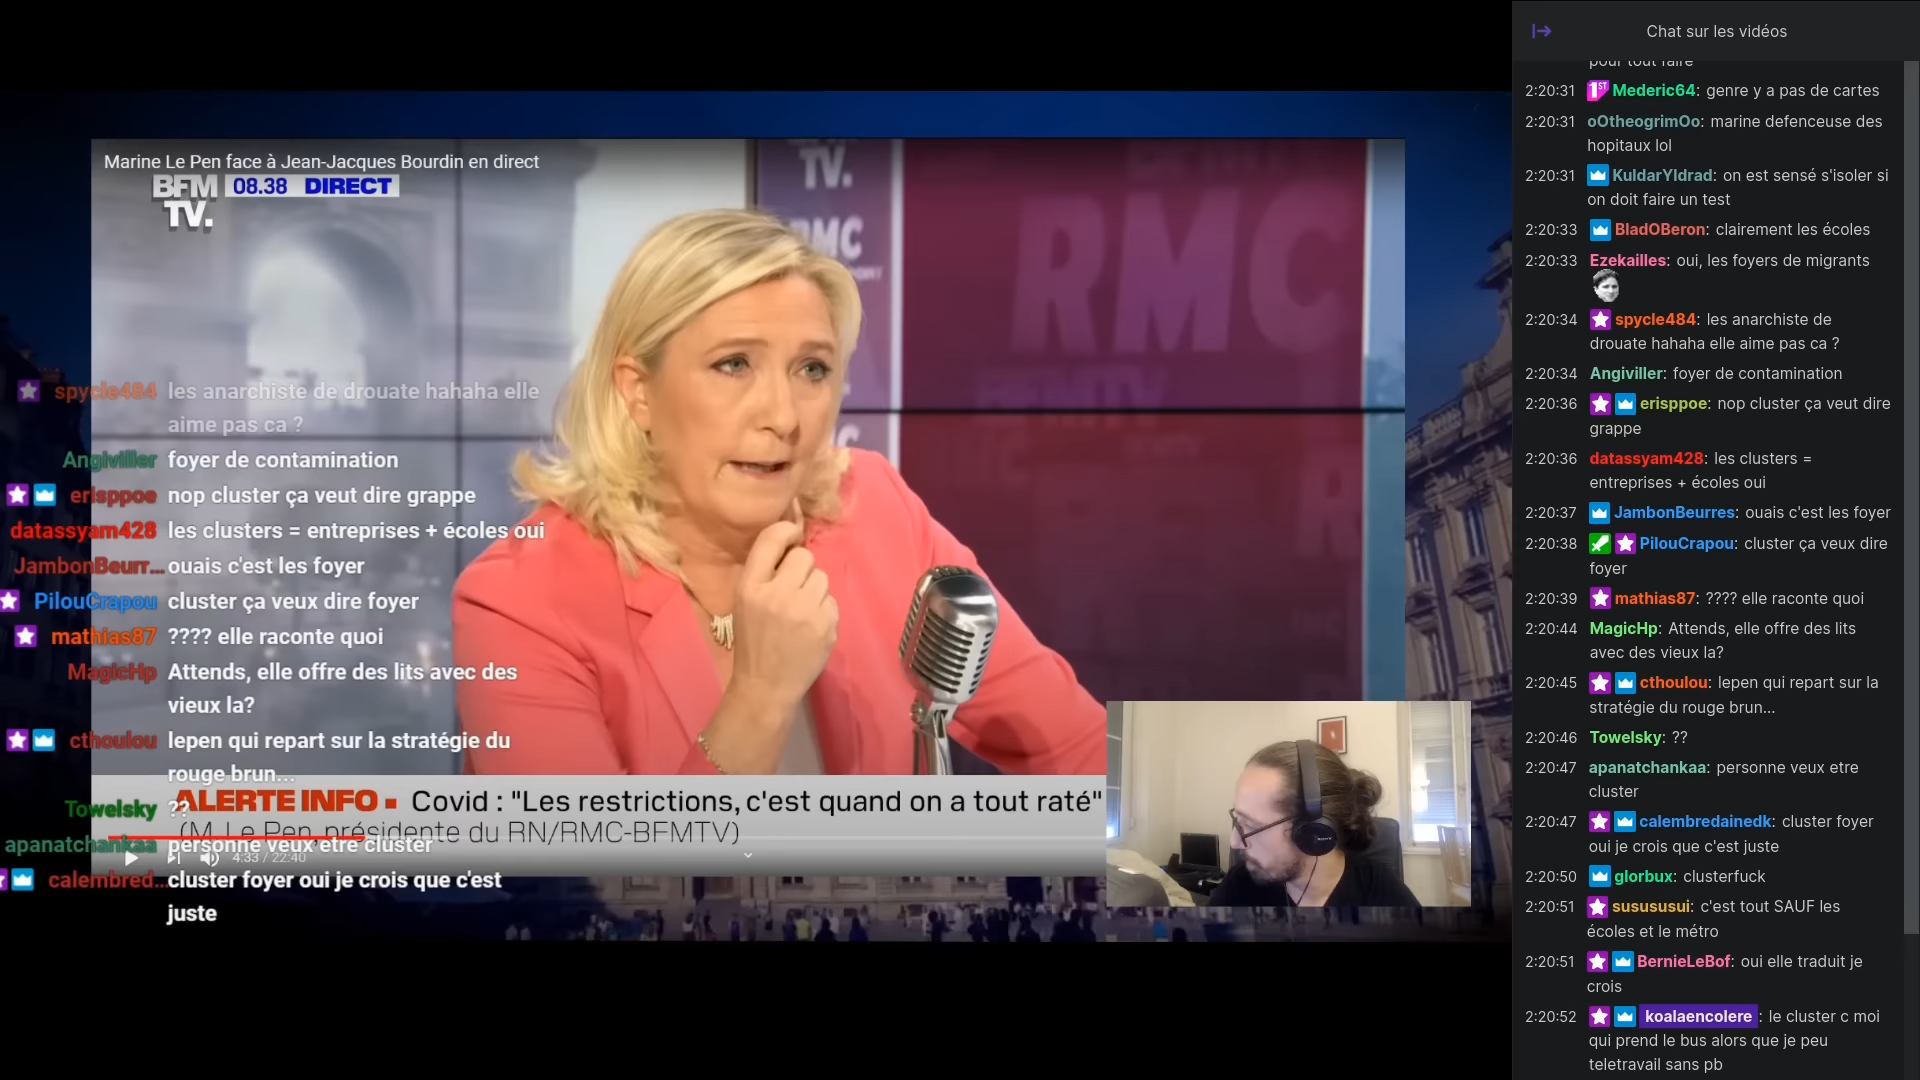 Marine Le Pen face à Jean-Jacques Bourdin en direct
BFM
TV.
08.38 DIRECT
TV.
RMC
RMC
spycle484 les anarchiste de drouate hahaha elle
aime pas ca ?
Angiviller foyer de contamination
erisppoe nop cluster ça veut dire grappe
datassyam428 les clusters = entreprises + écoles oui
JambonBeurr... ouais c'est les foyer
PilouCrapou cluster ça veux dire foyer
mathias87 ???? elle raconte quoi
MagicHp Attends, elle offre des lits avec des
vieux la?
cthoulou lepen qui repart sur la stratégie du
rouge brun...
Towelsky ??
apanatchankaa personne veux etre cluster
calembred... cluster foyer oui je crois que c'est
juste
ALERTE INFO Covid : "Les restrictions, c'est quand on a tout raté"
(M. Le Pen, présidente du RN/RMC-BFMTV)
4:33 / 22:40
SONY
Chat sur les vidéos
pour tout faire
2:20:31 1ST Mederic64: genre y a pas de cartes
2:20:31 oOtheogrimOo: marine defenceuse des
hopitaux lol
2:20:31 KuldarYldrad: on est sensé s'isoler si
on doit faire un test
2:20:33 BladOBeron: clairement les écoles
2:20:33 Ezekailles: oui, les foyers de migrants
2:20:34 spycle484: les anarchiste de
drouate hahaha elle aime pas ca ?
2:20:34 Angiviller: foyer de contamination
2:20:36 erisppoe: nop cluster ça veut dire
grappe
2:20:36 datassyam428: les clusters =
entreprises + écoles oui
2:20:37 JambonBeurres: ouais c'est les foyer
2:20:38 PilouCrapou: cluster ça veux dire
foyer
2:20:39 mathias87: ???? elle raconte quoi
2:20:44 MagicHp: Attends, elle offre des lits
avec des vieux la?
2:20:45 cthoulou: lepen qui repart sur la
stratégie du rouge brun...
2:20:46 Towelsky: ??
2:20:47 apanatchankaa: personne veux etre
cluster
2:20:47 calembredainedk: cluster foyer
oui je crois que c'est juste
2:20:50 glorbux: clusterfuck
2:20:51 susususui: c'est tout SAUF les
écoles et le métro
2:20:51 BernieLeBof: oui elle traduit je
crois
2:20:52 koalaencolere : le cluster c moi
qui prend le bus alors que je peu
teletravail sans pb